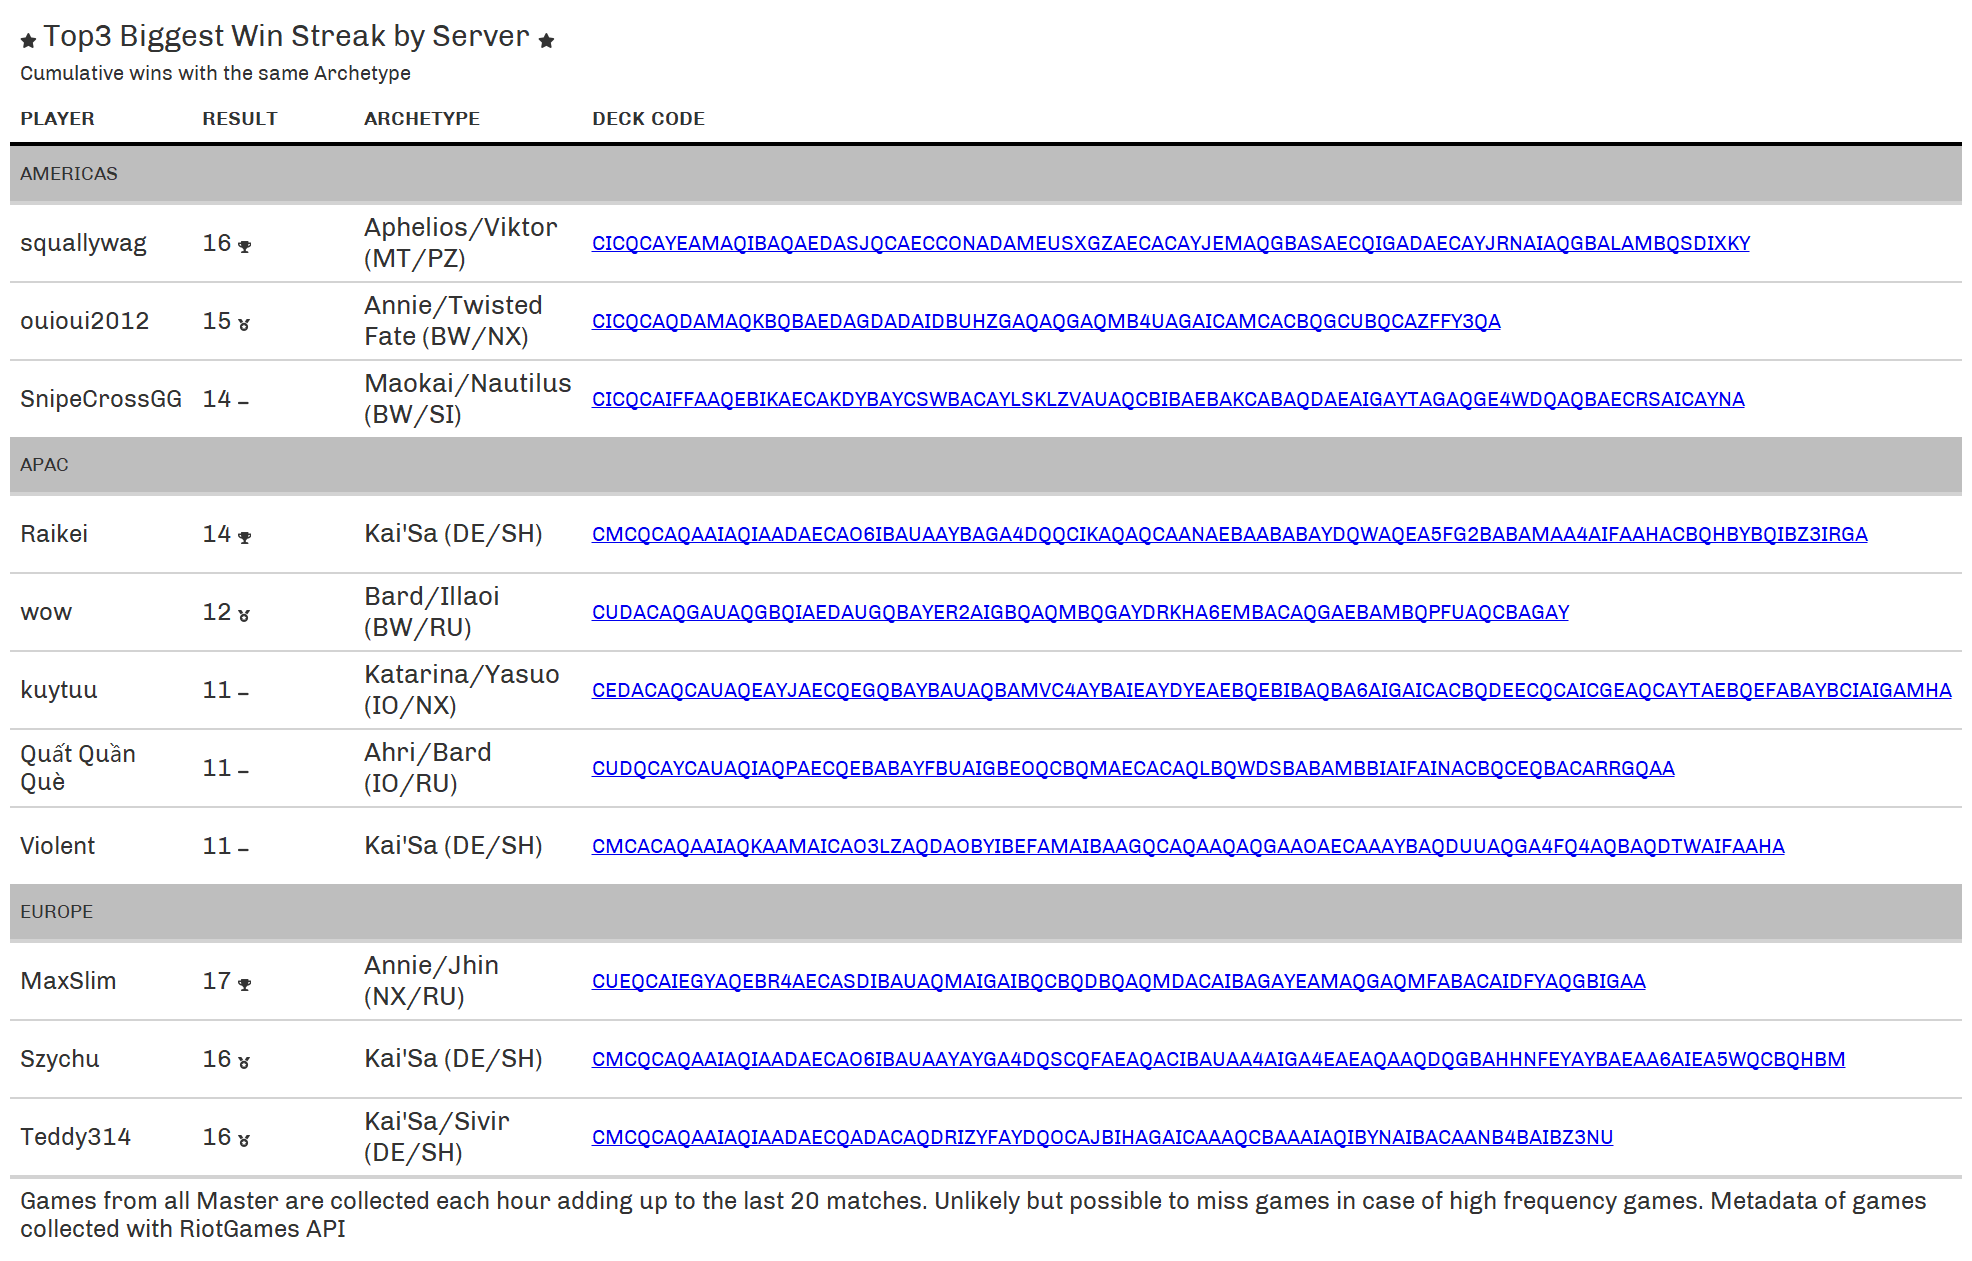 ★ Top3 Biggest Win Streak by Server ★
Cumulative wins with the same Archetype
PLAYER RESULT ARCHETYPE DECK CODE
AMERICAS
squallywag 16 Aphelios/Viktor (MT/PZ) CICQCAYEAMAQIBAQAEDASJQCAECCONADAMEUSXGZAECACAYJEMAQGBASAECQIGADAECAYJRNAIAQGBALAMBQSDIXKY
ouioui2012 15 Annie/Twisted Fate (BW/NX) CICQCAQDAMAQKBQBAEDAGDADAIDBUHZGAQAQGAQMB4UAGAICAMCACBQGCUBQCAZFFY3QA
SnipeCrossGG 14 – Maokai/Nautilus (BW/SI) CICQCAIFFAAQEBIKAECAKDYBAYCSWBACAYLSKLZVAUAQCBIBAEBAKCABAQDAEAIGAYTAGAQGE4WDQAQBAECRSAICAYNA
APAC
Raikei 14 Kai'Sa (DE/SH) CMCQCAQAAIAQIAADAECAO6IBAUAAYBAGA4DQQCIKAQAQCAANAEBAABABAYDQWAQEA5FG2BABAMAA4AIFAAHACBQHBYBQIBZ3IRGA
wow 12 Bard/Illaoi (BW/RU) CUDACAQGAUAQGBQIAEDAUGQBAYER2AIGBQAQMBQGAYDRKHA6EMBACAQGAEBAMBQPFUAQCBAGAY
kuytuu 11 – Katarina/Yasuo (IO/NX) CEDACAQCAUAQEAYJAECQEGQBAYBAUAQBAMVC4AYBAIEAYDYEAEBQEBIBAQBA6AIGAICACBQDEECQCAICGEAQCAYTAEBQEFABAYBCIAIGAMHA
Quất Quần Què 11 – Ahri/Bard (IO/RU) CUDQCAYCAUAQIAQPAECQEBABAYFBUAIGBEOQCBQMAECACAQLBQWDSBABAMBBIAIFAINACBQCEQBACARRGQAA
Violent 11 – Kai'Sa (DE/SH) CMCACAQAAIAQKAAMAICAO3LZAQDAOBYIBEFAMAIBAAGQCAQAAQAQGAAOAECAAAYBAQDUUAQGA4FQ4AQBAQDTWAIFAAHA
EUROPE
MaxSlim 17 Annie/Jhin (NX/RU) CUEQCAIEGYAQEBR4AECASDIBAUAQMAIGAIBQCBQDBQAQMDACAIBAGAYEAMAQGAQMFABACAIDFYAQGBIGAA
Szychu 16 Kai'Sa (DE/SH) CMCQCAQAAIAQIAADAECAO6IBAUAAYAYGA4DQSCQFAEAQACIBAUAA4AIGA4EAEAQAAQDQGBAHHNFEYAYBAEAA6AIEA5WQCBQHBM
Teddy314 16 Kai'Sa/Sivir (DE/SH) CMCQCAQAAIAQIAADAECQADACAQDRIZYFAYDQOCAJBIHAGAICAAAQCBAAAIAQIBYNAIBACAANB4BAIBZ3NU
Games from all Master are collected each hour adding up to the last 20 matches. Unlikely but possible to miss games in case of high frequency games. Metadata of games
collected with RiotGames API